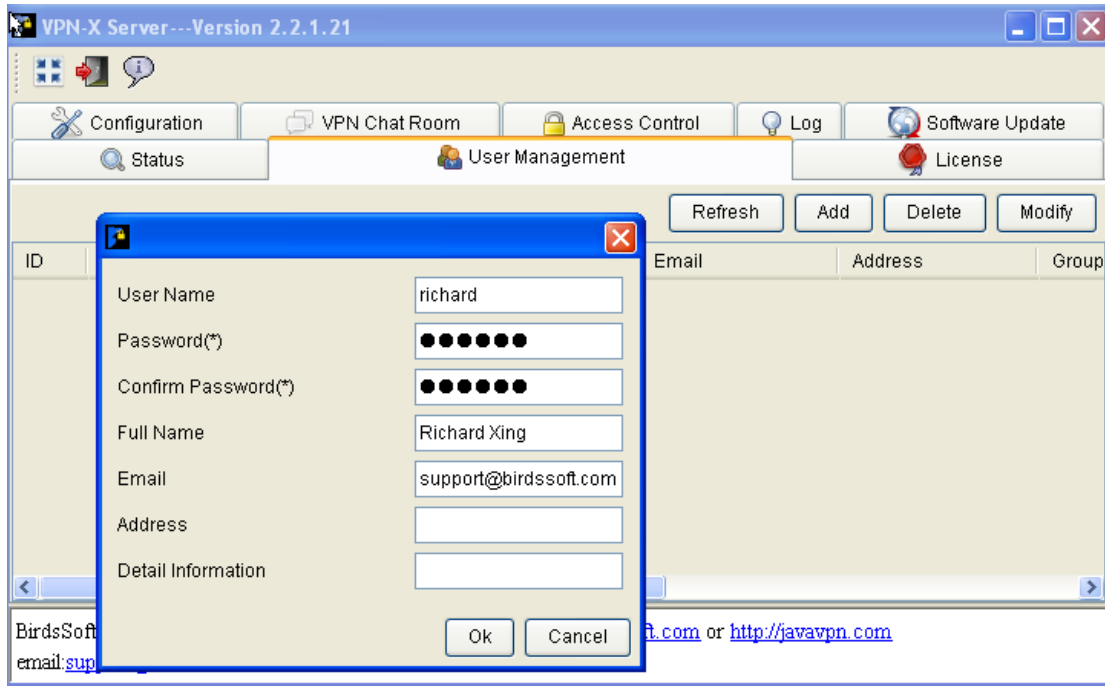 VPN-X Server---Version 2.2.1.21
Configuration VPN Chat Room Access Control Log Software Update
Status User Management License
Refresh Add Delete Modify
ID Email Address Group
User Name richard
Password(*) ●●●●●●
Confirm Password(*) ●●●●●●
Full Name Richard Xing
Email support@birdssoft.com
Address
Detail Information
Ok Cancel
BirdsSoft ft.com or http://javavpn.com
email:sup